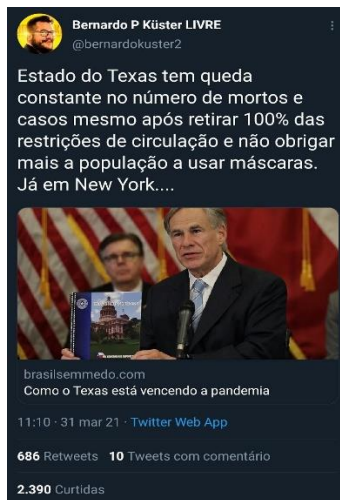 Bernardo P Küster LIVRE
@bernardokuster2
Estado do Texas tem queda
constante no número de mortos e
casos mesmo após retirar 100% das
restrições de circulação e não obrigar
mais a população a usar máscaras.
Já em New York....
brasilsemmedo.com
Como o Texas está vencendo a pandemia
11:10 · 31 mar 21 · Twitter Web App
686 Retweets 10 Tweets com comentário
2.390 Curtidas